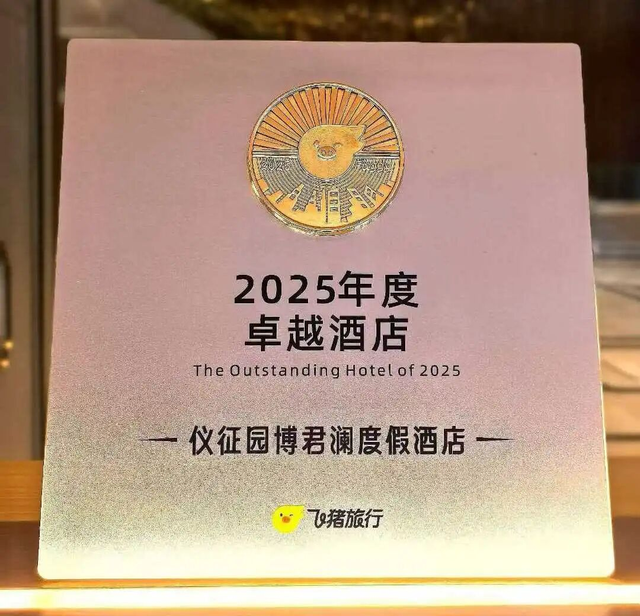 2025年度
卓越酒店
The Outstanding Hotel of 2025
仪征园博君澜度假酒店
飞猪旅行